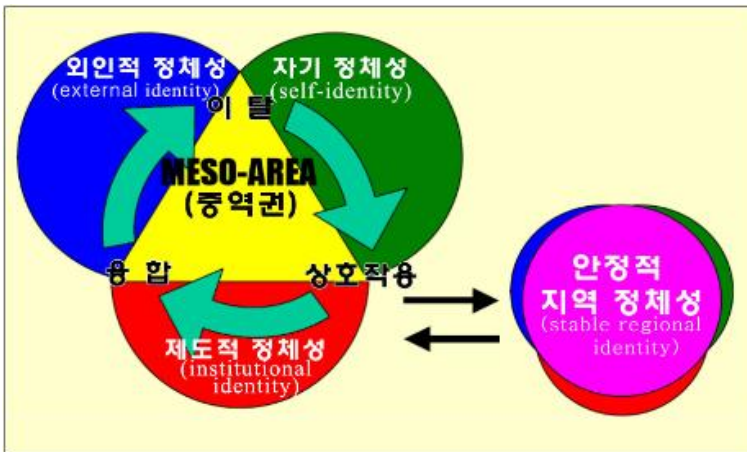 외인적 정체성
(external identity)
자기 정체성
(self-identity)
이 탈
MESO-AREA
(중역권)
융 합
상호작용
제도적 정체성
(institutional
identity)
안정적
지역 정체성
(stable regional
identity)